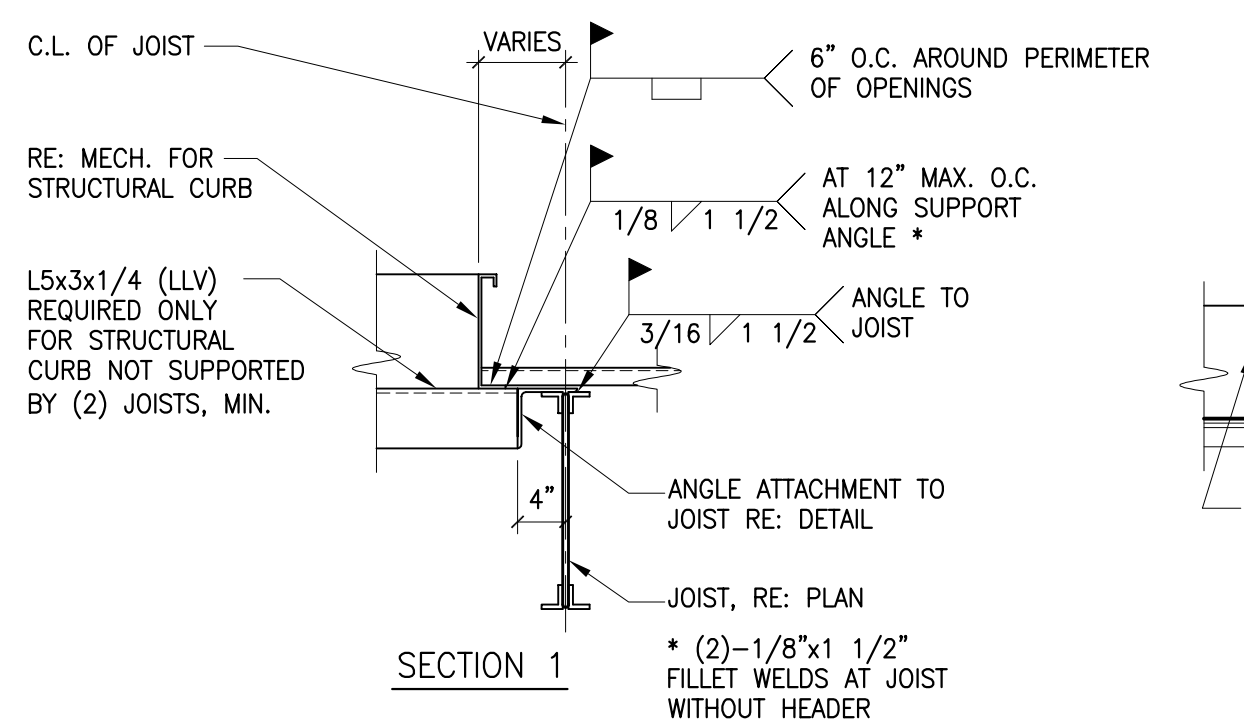 C.L. OF JOIST
VARIES
6" O.C. AROUND PERIMETER
OF OPENINGS
RE: MECH. FOR
STRUCTURAL CURB
1/8 1 1/2
AT 12" MAX. O.C.
ALONG SUPPORT
ANGLE *
L5x3x1/4 (LLV)
REQUIRED ONLY
FOR STRUCTURAL
CURB NOT SUPPORTED
BY (2) JOISTS, MIN.
3/16 1 1/2
ANGLE TO
JOIST
4"
ANGLE ATTACHMENT TO
JOIST RE: DETAIL
JOIST, RE: PLAN
* (2)-1/8"x1 1/2"
FILLET WELDS AT JOIST
WITHOUT HEADER
SECTION 1